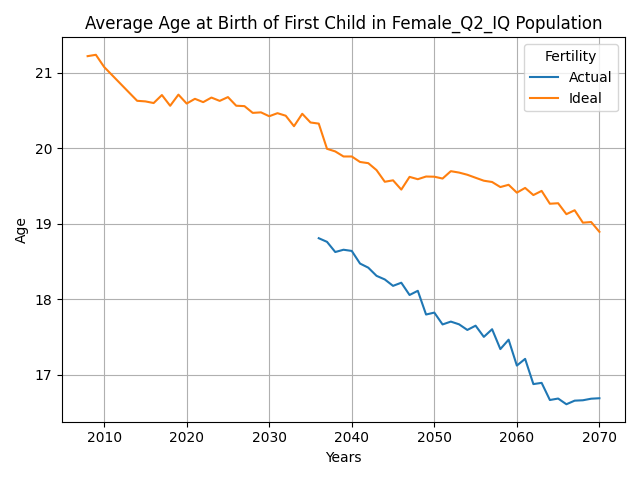 Average Age at Birth of First Child in Female_Q2_IQ Population
Fertility
Actual
Ideal
Age
21
20
19
18
17
2010 2020 2030 2040 2050 2060 2070
Years